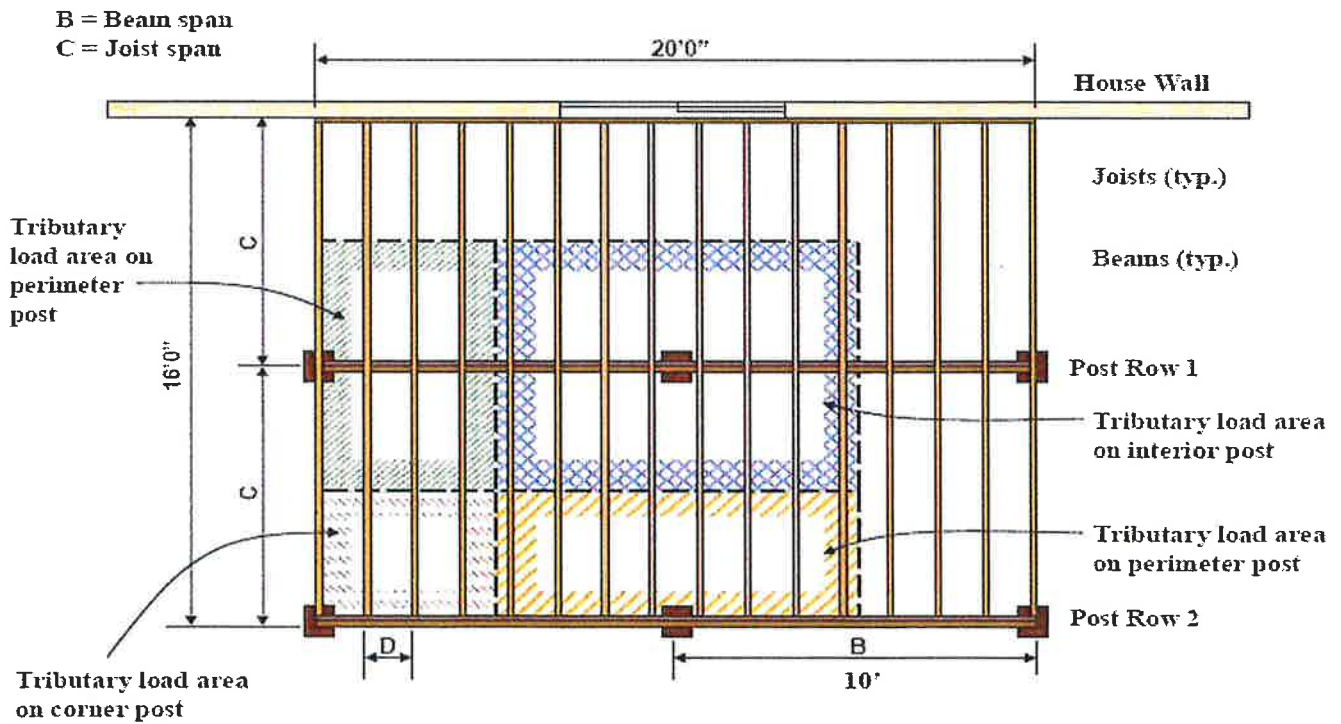 B = Beam span
C = Joist span
20'0"
House Wall
Joists (typ.)
Tributary
load area on
perimeter
post
C
Beams (typ.)
16'0"
Post Row 1
Tributary load area
on interior post
C
Tributary load area
on perimeter post
Post Row 2
D
B
10'
Tributary load area
on corner post